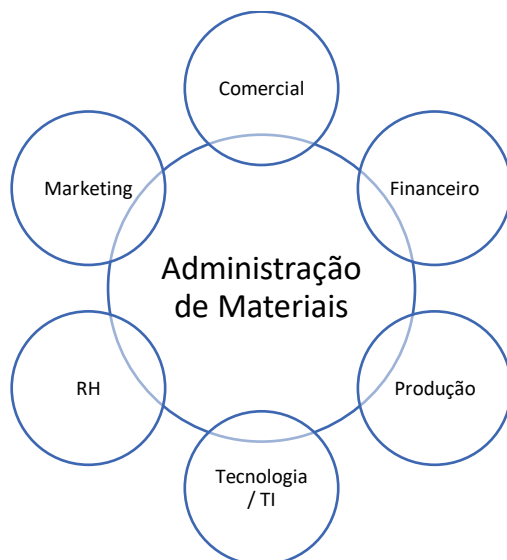 Comercial
Marketing
Financeiro
Administração
de Materiais
RH
Produção
Tecnologia
/ TI